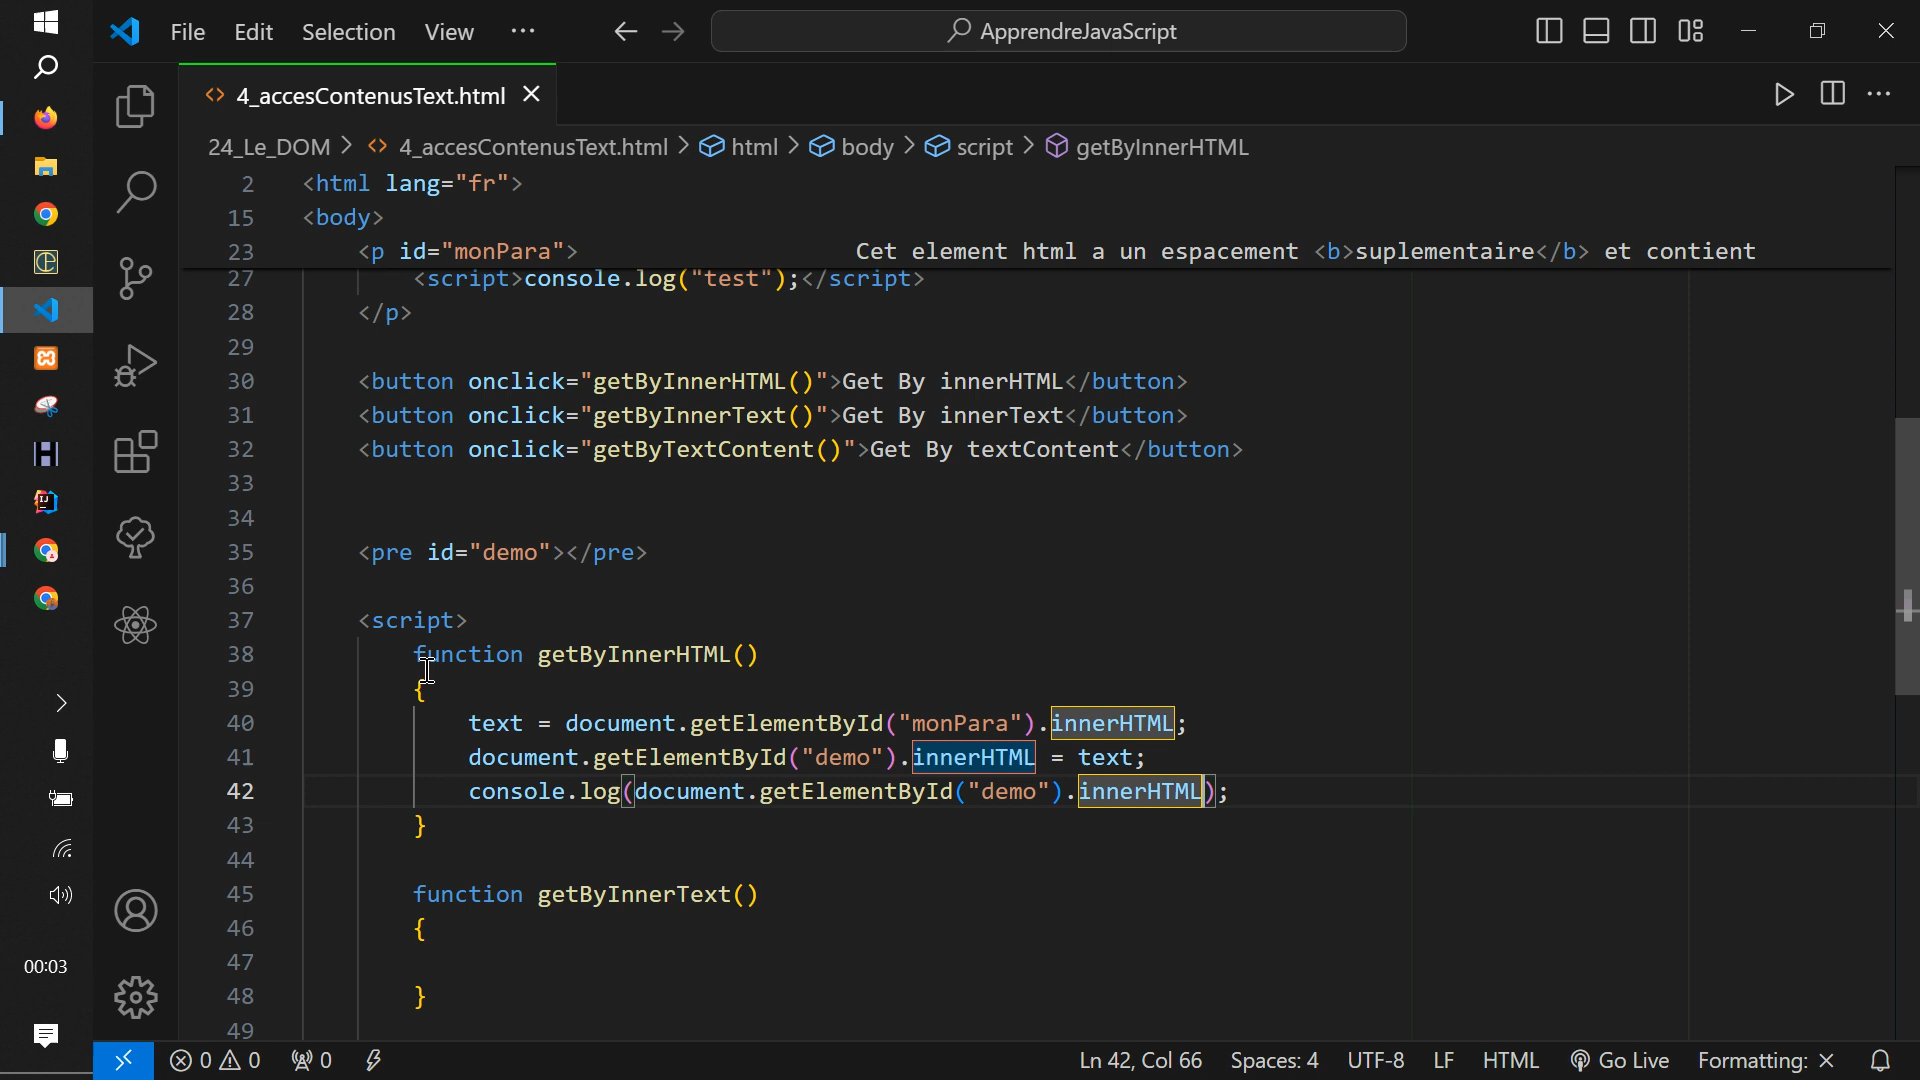 File Edit Selection View ··· ApprendreJavaScript
4_accesContenusText.html
24_Le_DOM > 4_accesContenusText.html > html > body > script > getByInnerHTML
2 <html lang="fr">
15 <body>
23 <p id="monPara"> Cet element html a un espacement <b>suplementaire</b> et contient
27 <script>console.log("test");</script>
28 </p>
29
30 <button onclick="getByInnerHTML()">Get By innerHTML</button>
31 <button onclick="getByInnerText()">Get By innerText</button>
32 <button onclick="getByTextContent()">Get By textContent</button>
33
34
35 <pre id="demo"></pre>
36
37 <script>
38 function getByInnerHTML()
39 {
40 text = document.getElementById("monPara").innerHTML;
41 document.getElementById("demo").innerHTML = text;
42 console.log(document.getElementById("demo").innerHTML);
43 }
44
45 function getByInnerText()
46 {
47
48 }
49
00:03
0 0 0 Ln 42, Col 66 Spaces: 4 UTF-8 LF HTML Go Live Formatting: ×